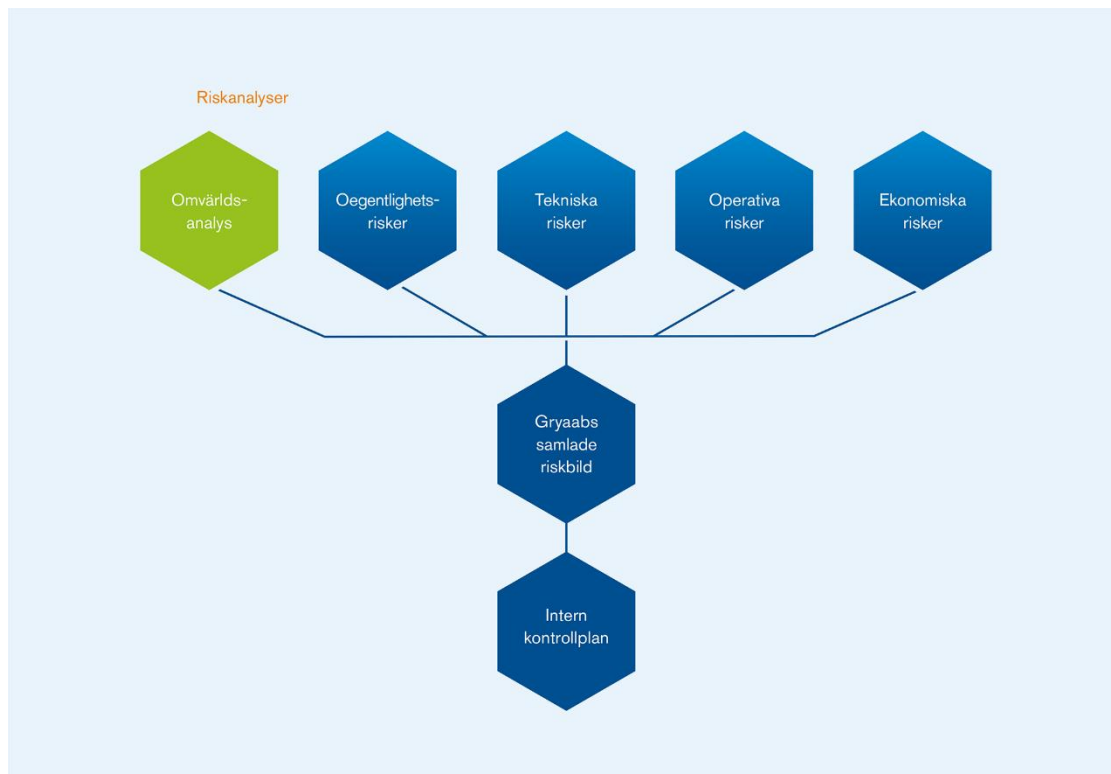 Riskanalyser
Omvärlds-
analys
Oegentlighets-
risker
Tekniska
risker
Operativa
risker
Ekonomiska
risker
Gryaabs
samlade
riskbild
Intern
kontrollplan